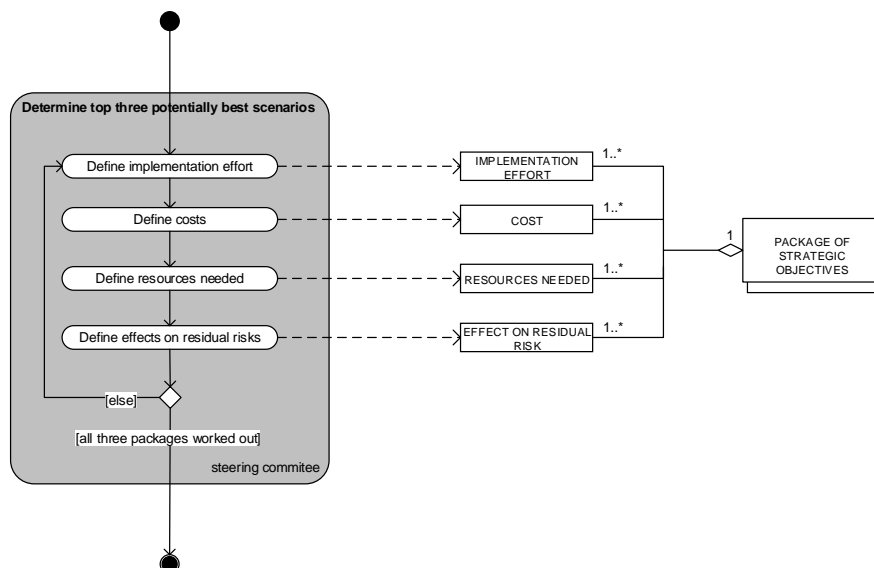 Determine top three potentially best scenarios
Define implementation effort
Define costs
Define resources needed
Define effects on residual risks
[else]
[all three packages worked out]
steering commitee
IMPLEMENTATION
EFFORT
1..*
COST
1..*
RESOURCES NEEDED
1..*
EFFECT ON RESIDUAL
RISK
1..*
1
PACKAGE OF
STRATEGIC
OBJECTIVES